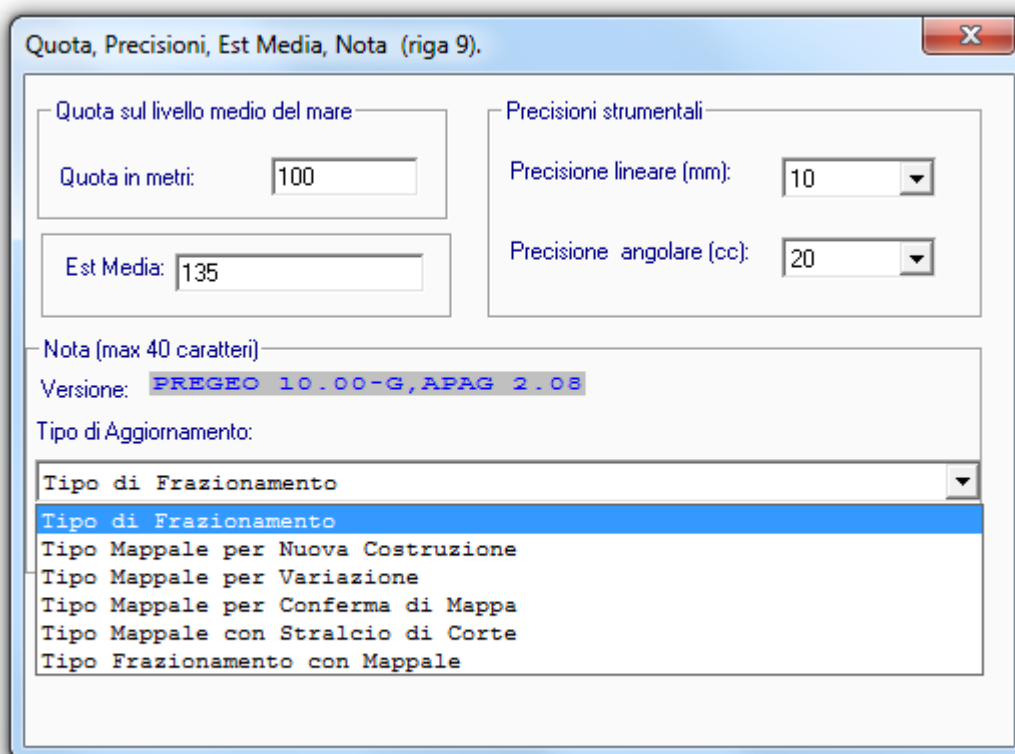 Quota, Precisioni, Est Media, Nota (riga 9).
Quota sul livello medio del mare
Quota in metri: 100
Est Media: 135
Precisioni strumentali
Precisione lineare (mm): 10
Precisione angolare (cc): 20
Nota (max 40 caratteri)
Versione: PREGEO 10.00-G,APAG 2.08
Tipo di Aggiornamento:
Tipo di Frazionamento
Tipo di Frazionamento
Tipo Mappale per Nuova Costruzione
Tipo Mappale per Variazione
Tipo Mappale per Conferma di Mappa
Tipo Mappale con Stralcio di Corte
Tipo Frazionamento con Mappale